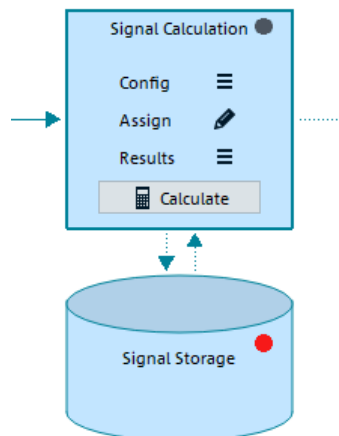 Signal Calculation
Config
Assign
Results
Calculate
Signal Storage